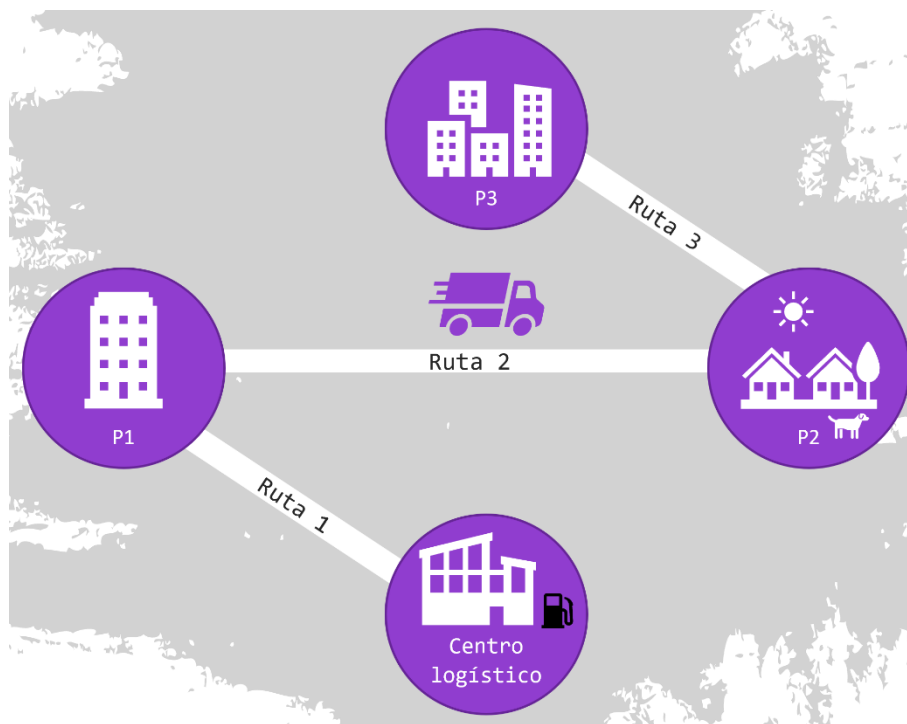 P3
Ruta 3
Ruta 2
P1
P2
Ruta 1
Centro
logístico